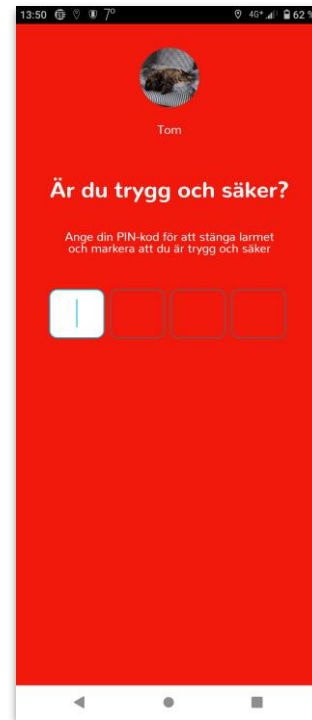 13:50 7° 4G+ 62 %
Tom
Är du trygg och säker?
Ange din PIN-kod för att stänga larmet
och markera att du är trygg och säker